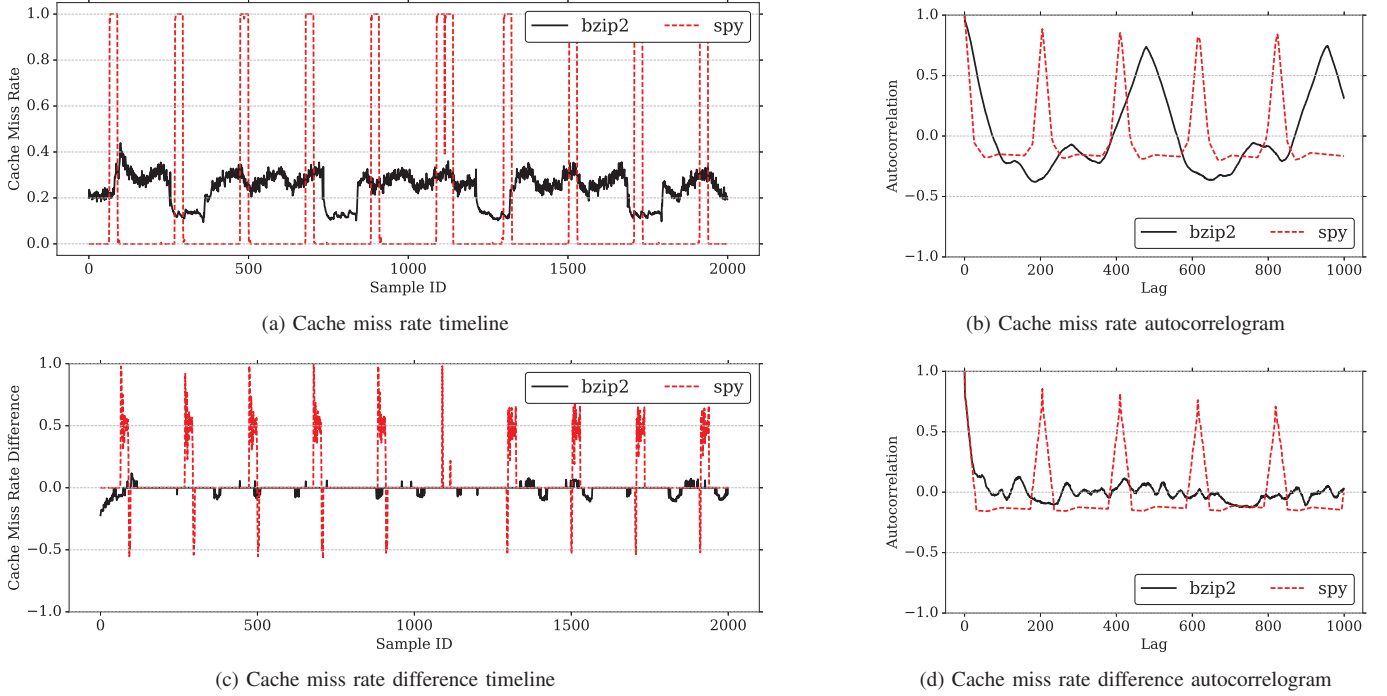 1.0
0.8
0.6
0.4
0.2
0.0
Cache Miss Rate
bzip2 spy
0 500 1000 1500 2000
Sample ID
(a) Cache miss rate timeline
1.0
0.5
0.0
−0.5
−1.0
Autocorrelation
bzip2 spy
0 200 400 600 800 1000
Lag
(b) Cache miss rate autocorrelogram
1.0
0.5
0.0
−0.5
−1.0
Cache Miss Rate Difference
bzip2 spy
0 500 1000 1500 2000
Sample ID
(c) Cache miss rate difference timeline
1.0
0.5
0.0
−0.5
−1.0
Autocorrelation
bzip2 spy
0 200 400 600 800 1000
Lag
(d) Cache miss rate difference autocorrelogram